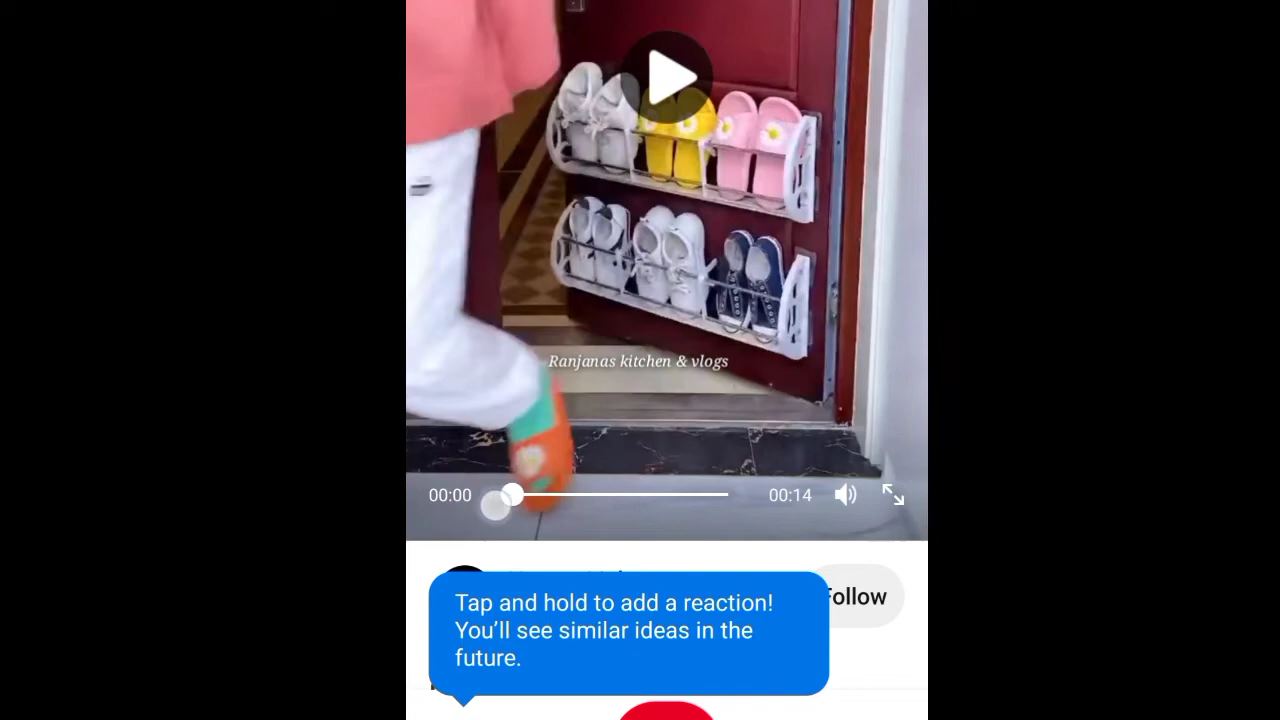 Ranjanas kitchen & vlogs
00:00
00:14
Follow
Tap and hold to add a reaction!
You’ll see similar ideas in the
future.